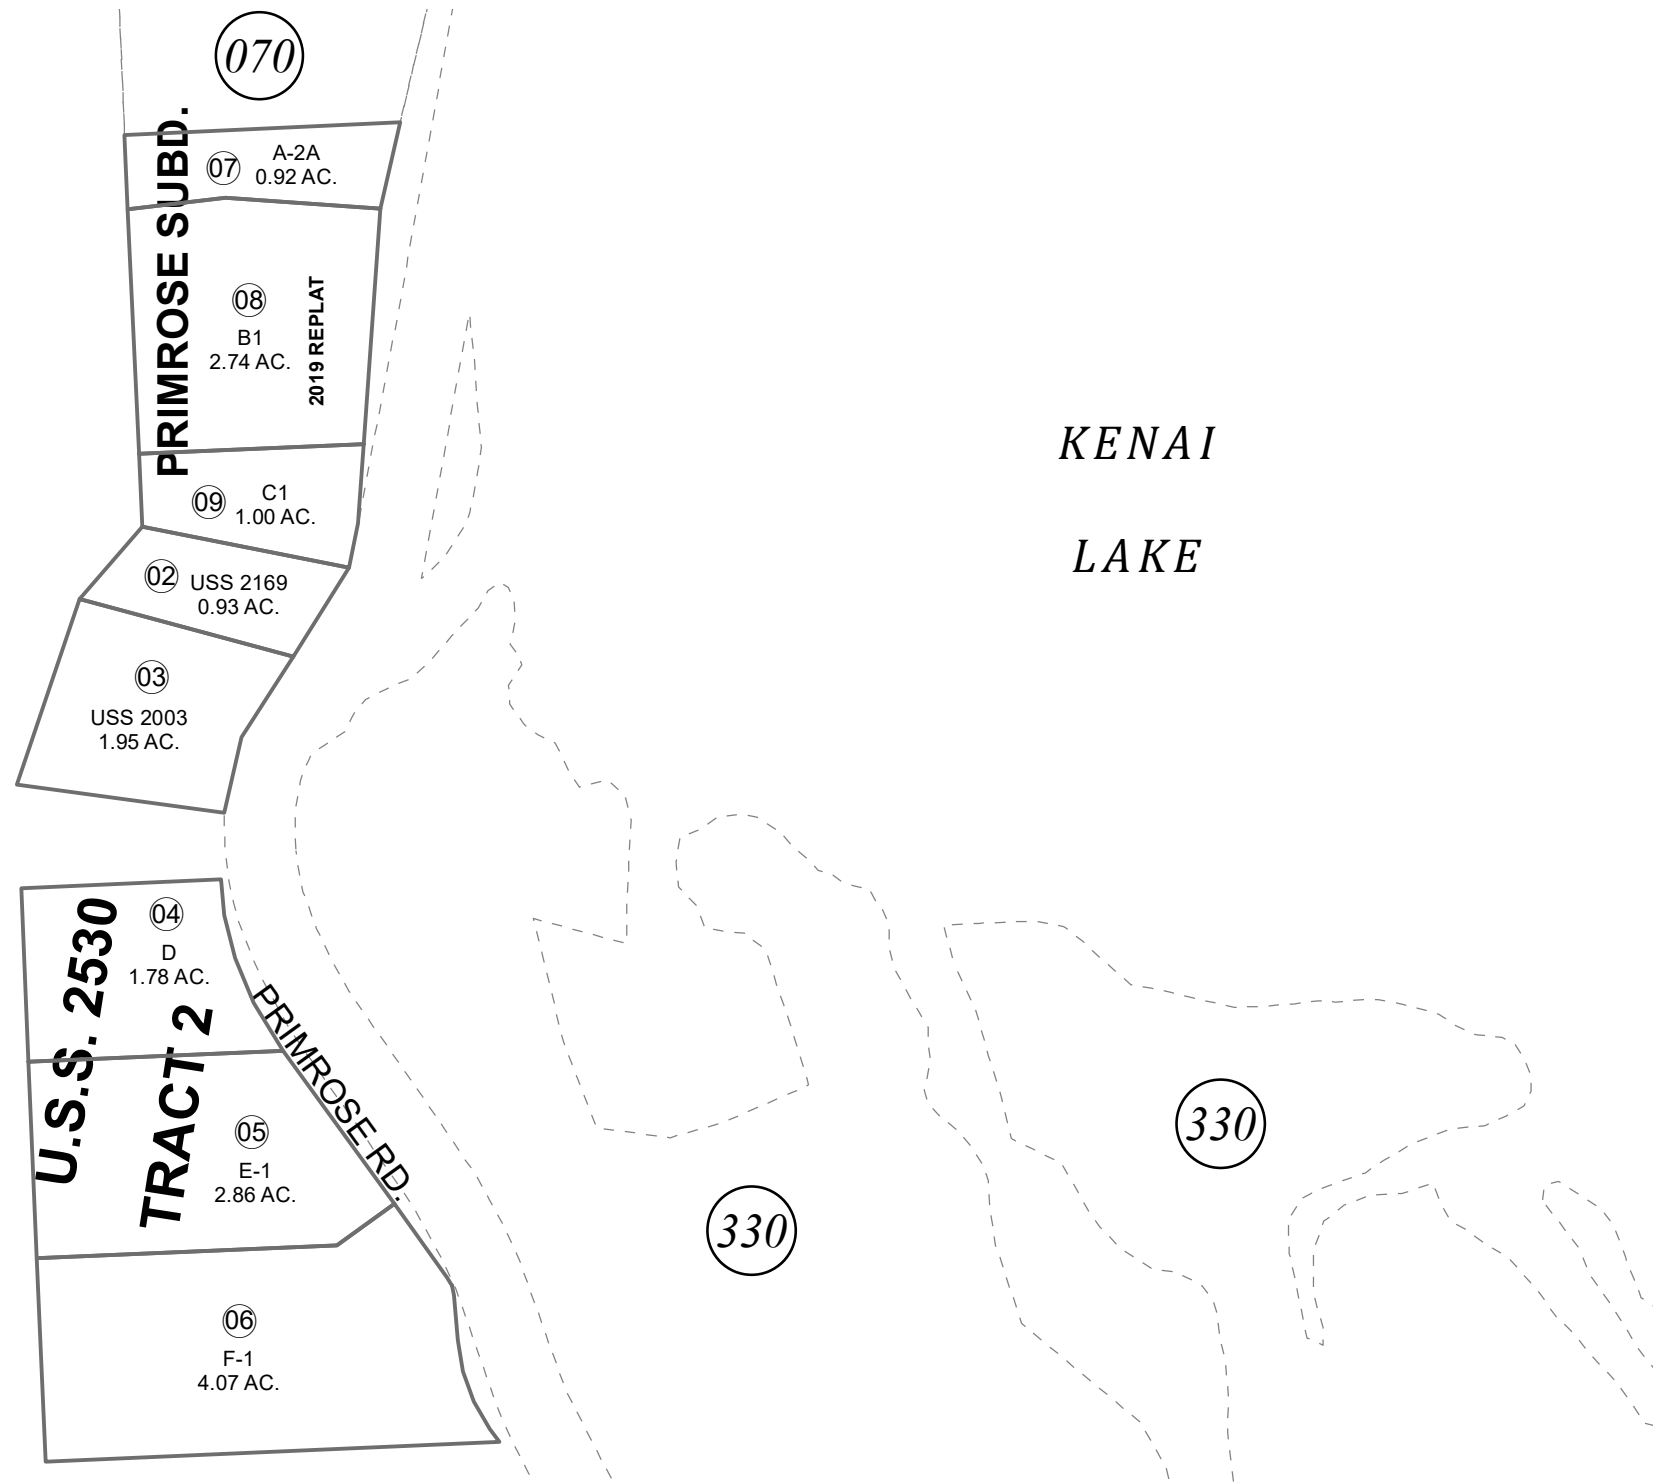 070
PRIMROSE SUBD.
07
A-2A
0.92 AC.
08
B1
2.74 AC.
2019 REPLAT
09
C1
1.00 AC.
02
USS 2169
0.93 AC.
03
USS 2003
1.95 AC.
KENAI
LAKE
U.S.S. 2530
TRACT 2
04
D
1.78 AC.
PRIMROSE RD.
05
E-1
2.86 AC.
06
F-1
4.07 AC.
330
330